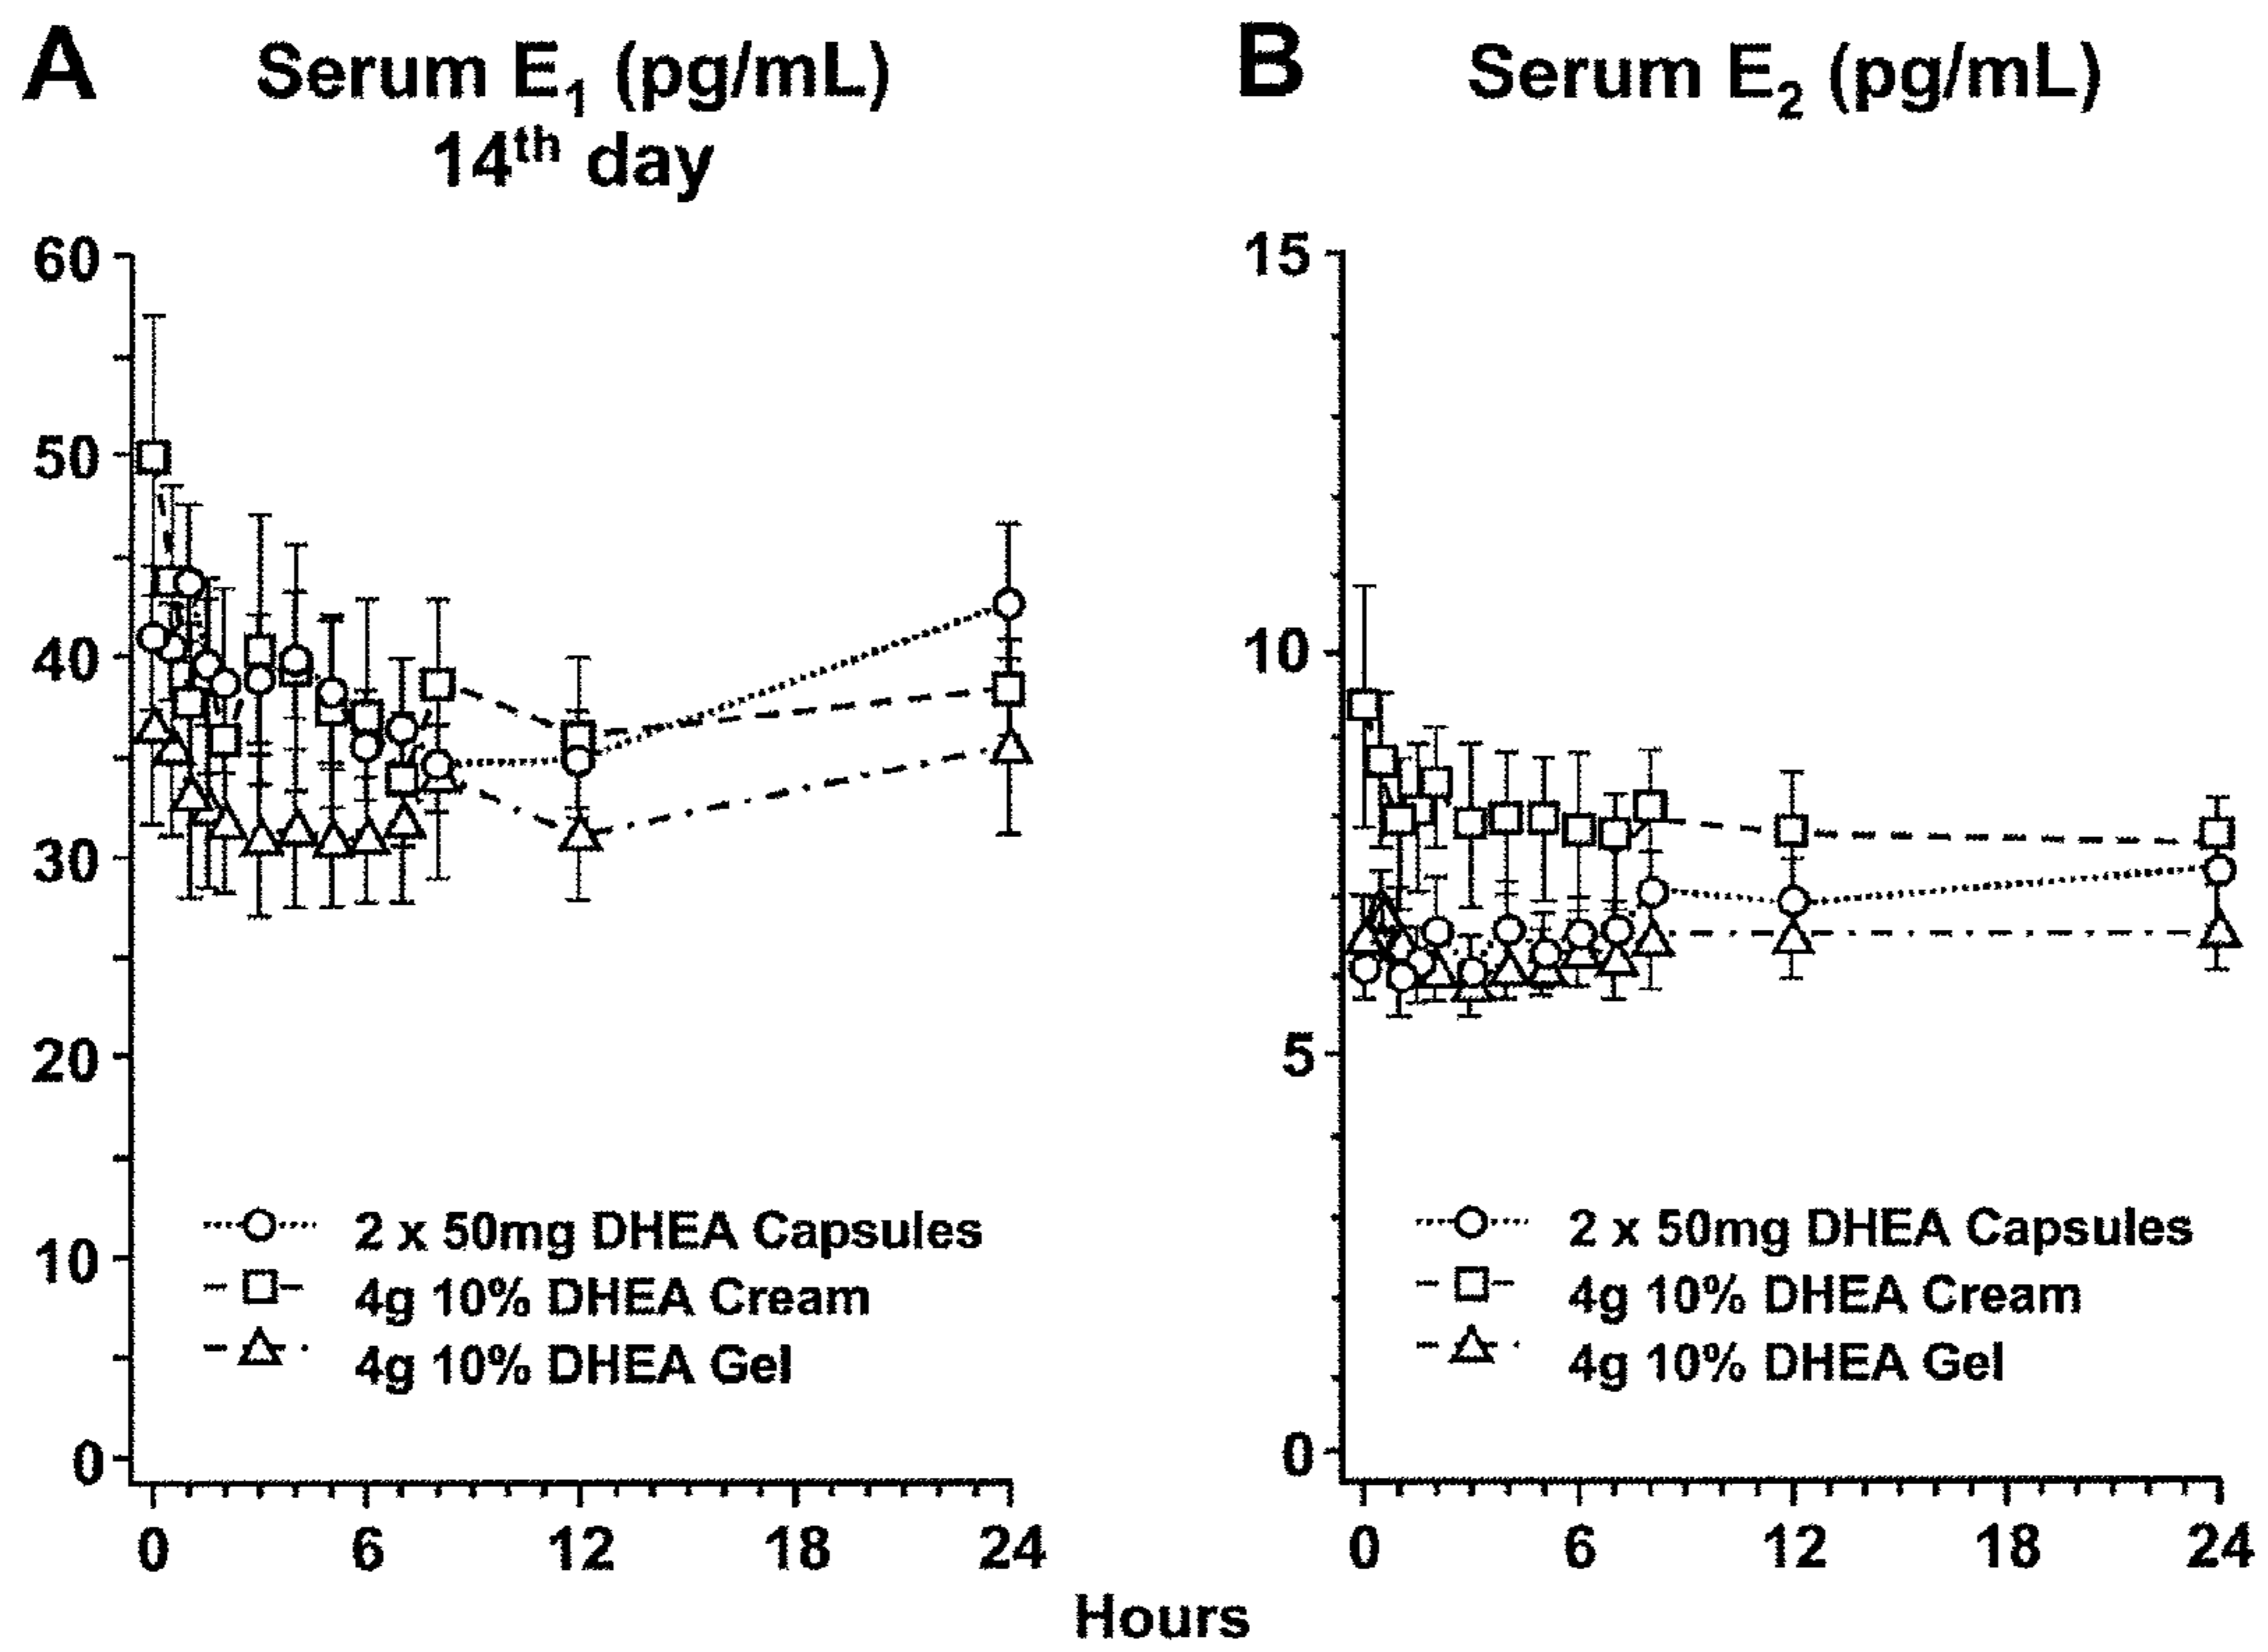 A
Serum E₁ (pg/mL)
14ᵗʰ day
60
50
40
30
20
10
0
2 x 50mg DHEA Capsules
4g 10% DHEA Cream
4g 10% DHEA Gel
0 6 12 18 24
B
Serum E₂ (pg/mL)
15
10
5
0
2 x 50mg DHEA Capsules
4g 10% DHEA Cream
4g 10% DHEA Gel
0 6 12 18 24
Hours